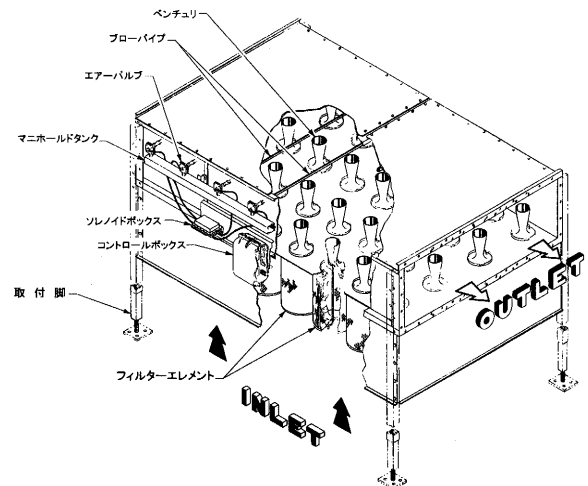 ベンチュリ
ブローパイプ
エアーバルブ
マニホールドタンク
ソレノイドボックス
コントロールボックス
取付脚
フィルターエレメント
OUTLET
INLET